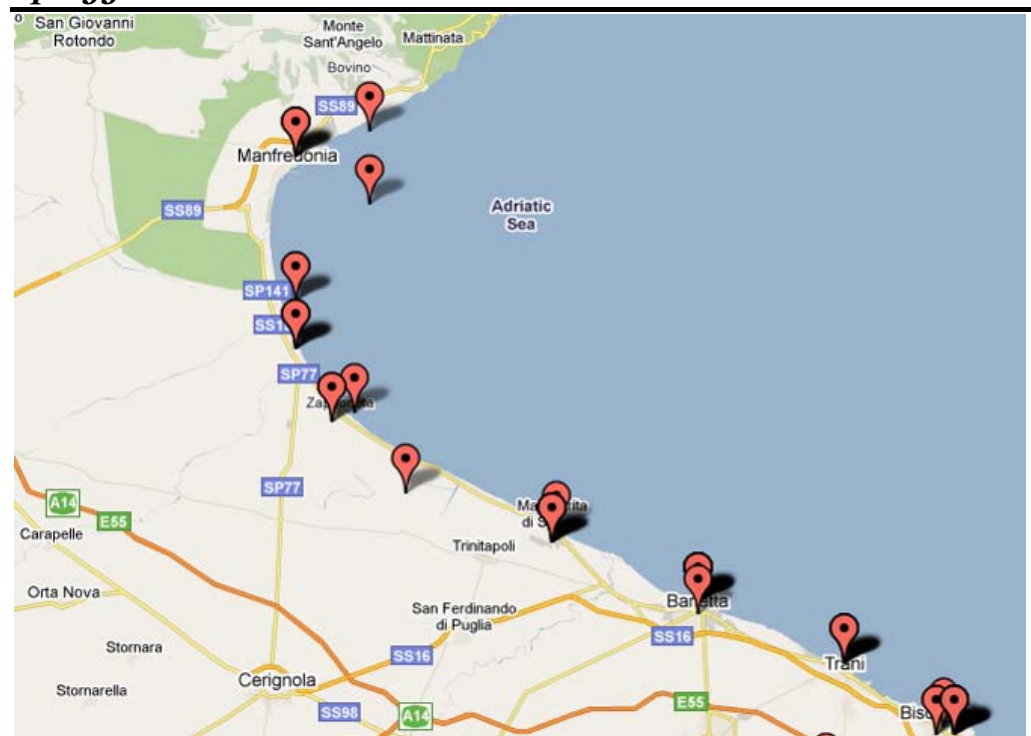 San Giovanni
Rotondo
Monte
Sant'Angelo
Mattinata
Bovino
SS89
Manfredonia
SS89
Adriatic
Sea
SP141
SP77
SP77
A14
E55
Carapelle
Trinitapoli
Orta Nova
San Ferdinando
di Puglia
SS16
Stornara
SS16
Trani
Cerignola
Stornarella
E55
SS98
A14